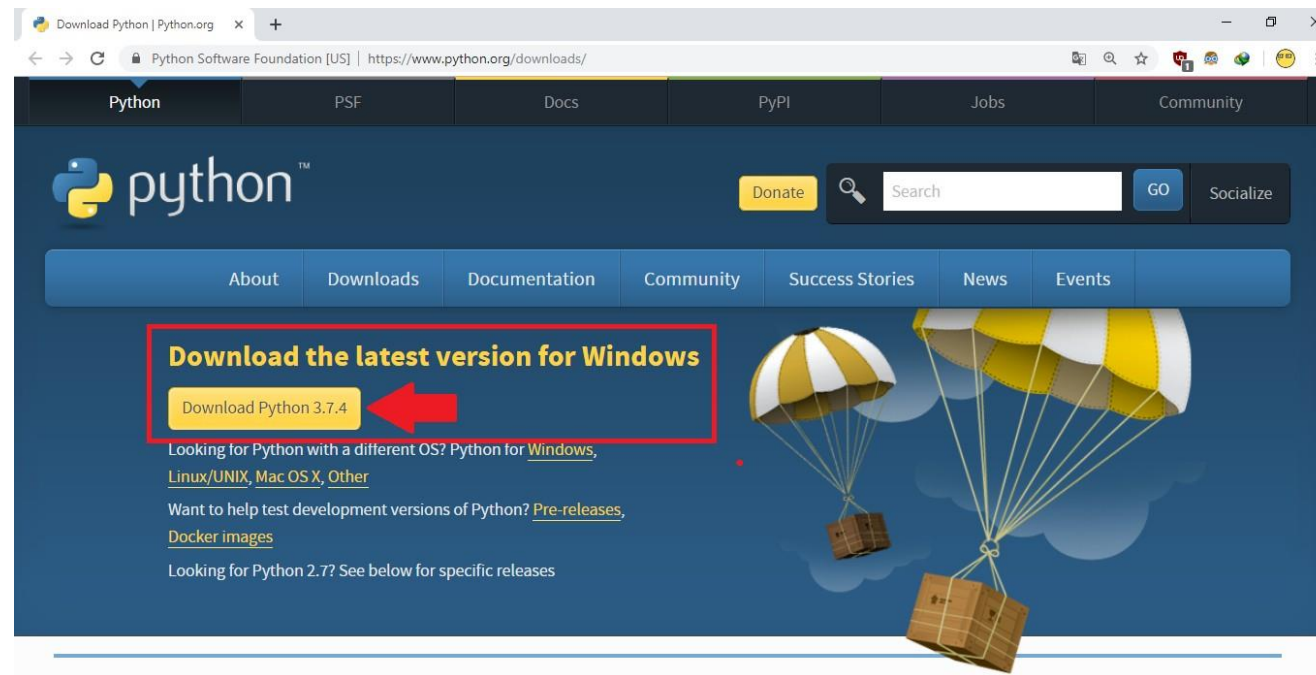 Download Python | Python.org
Python Software Foundation [US] | https://www.python.org/downloads/
1
Python PSF Docs PyPI Jobs Community
python™
Donate Search GO Socialize
About Downloads Documentation Community Success Stories News Events
Download the latest version for Windows
Download Python 3.7.4
Looking for Python with a different OS? Python for Windows,
Linux/UNIX, Mac OS X, Other
Want to help test development versions of Python? Pre-releases,
Docker images
Looking for Python 2.7? See below for specific releases